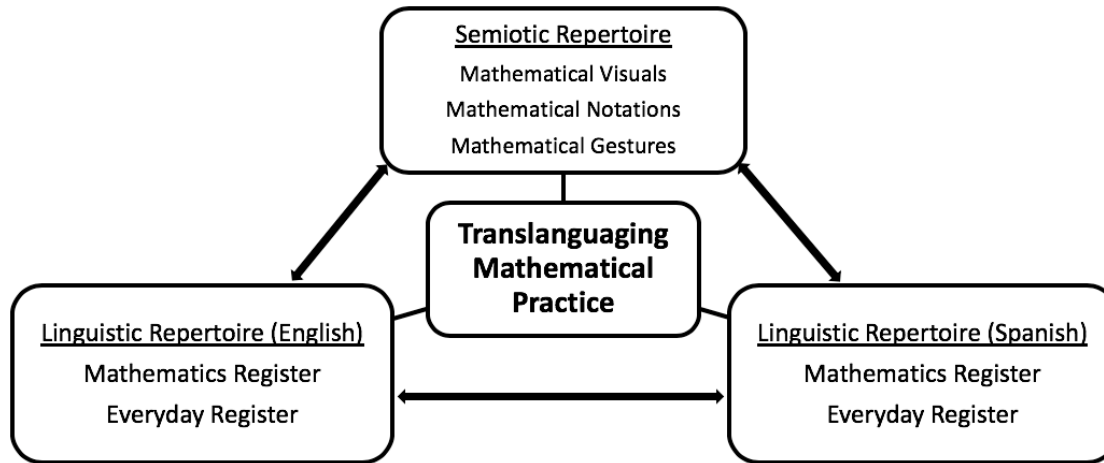 Semiotic Repertoire
Mathematical Visuals
Mathematical Notations
Mathematical Gestures
Translanguaging
Mathematical
Practice
Linguistic Repertoire (English)
Mathematics Register
Everyday Register
Linguistic Repertoire (Spanish)
Mathematics Register
Everyday Register